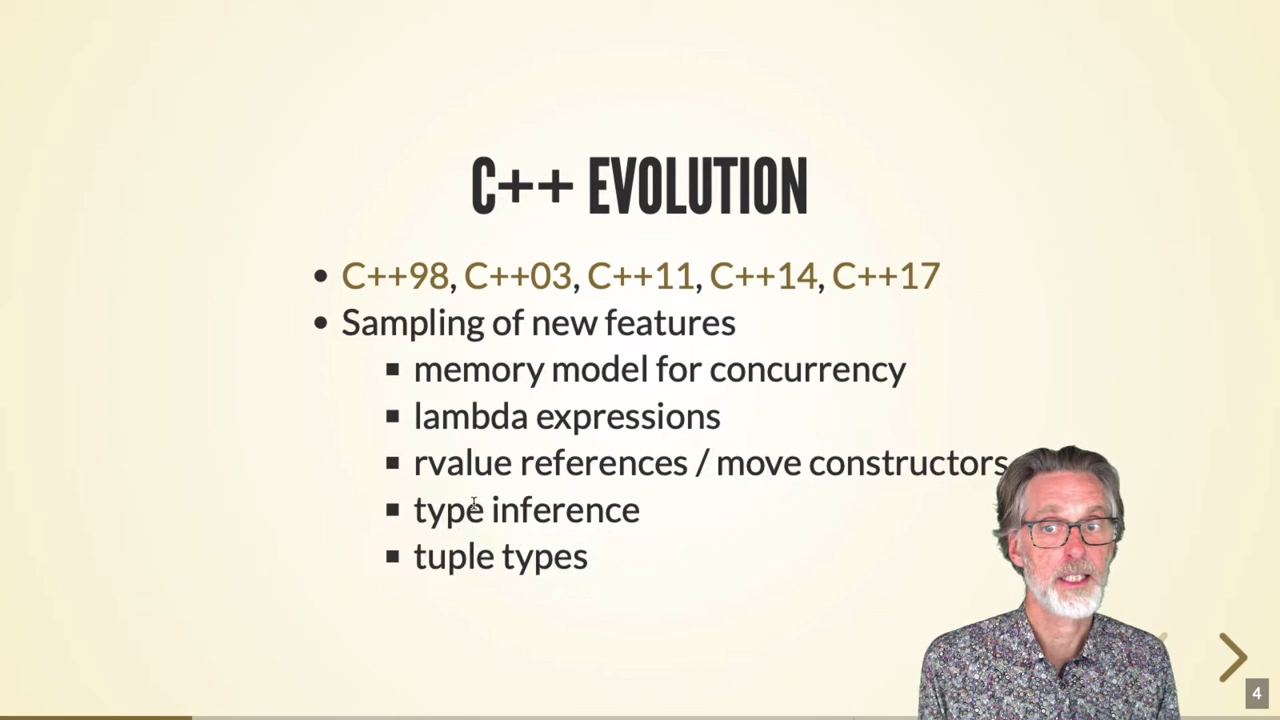 C++ EVOLUTION
• C++98, C++03, C++11, C++14, C++17
• Sampling of new features
▪ memory model for concurrency
▪ lambda expressions
▪ rvalue references / move constructors
▪ type inference
▪ tuple types
4